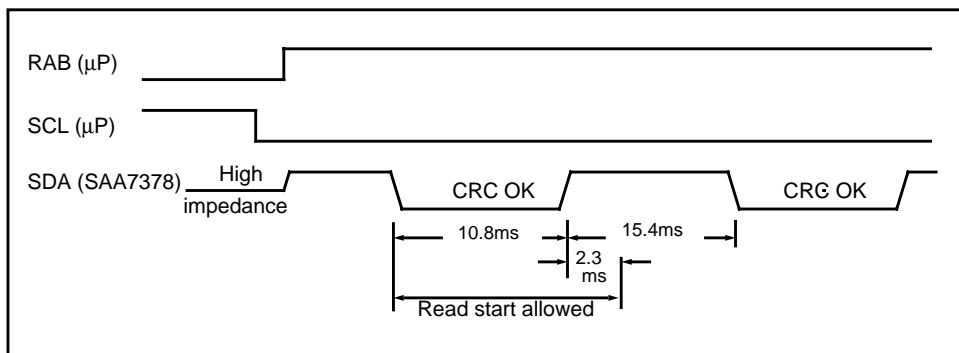 RAB (μP)
SCL (μP)
SDA (SAA7378)
High
impedance
CRC OK
CRC OK
10.8ms
15.4ms
2.3
ms
Read start allowed